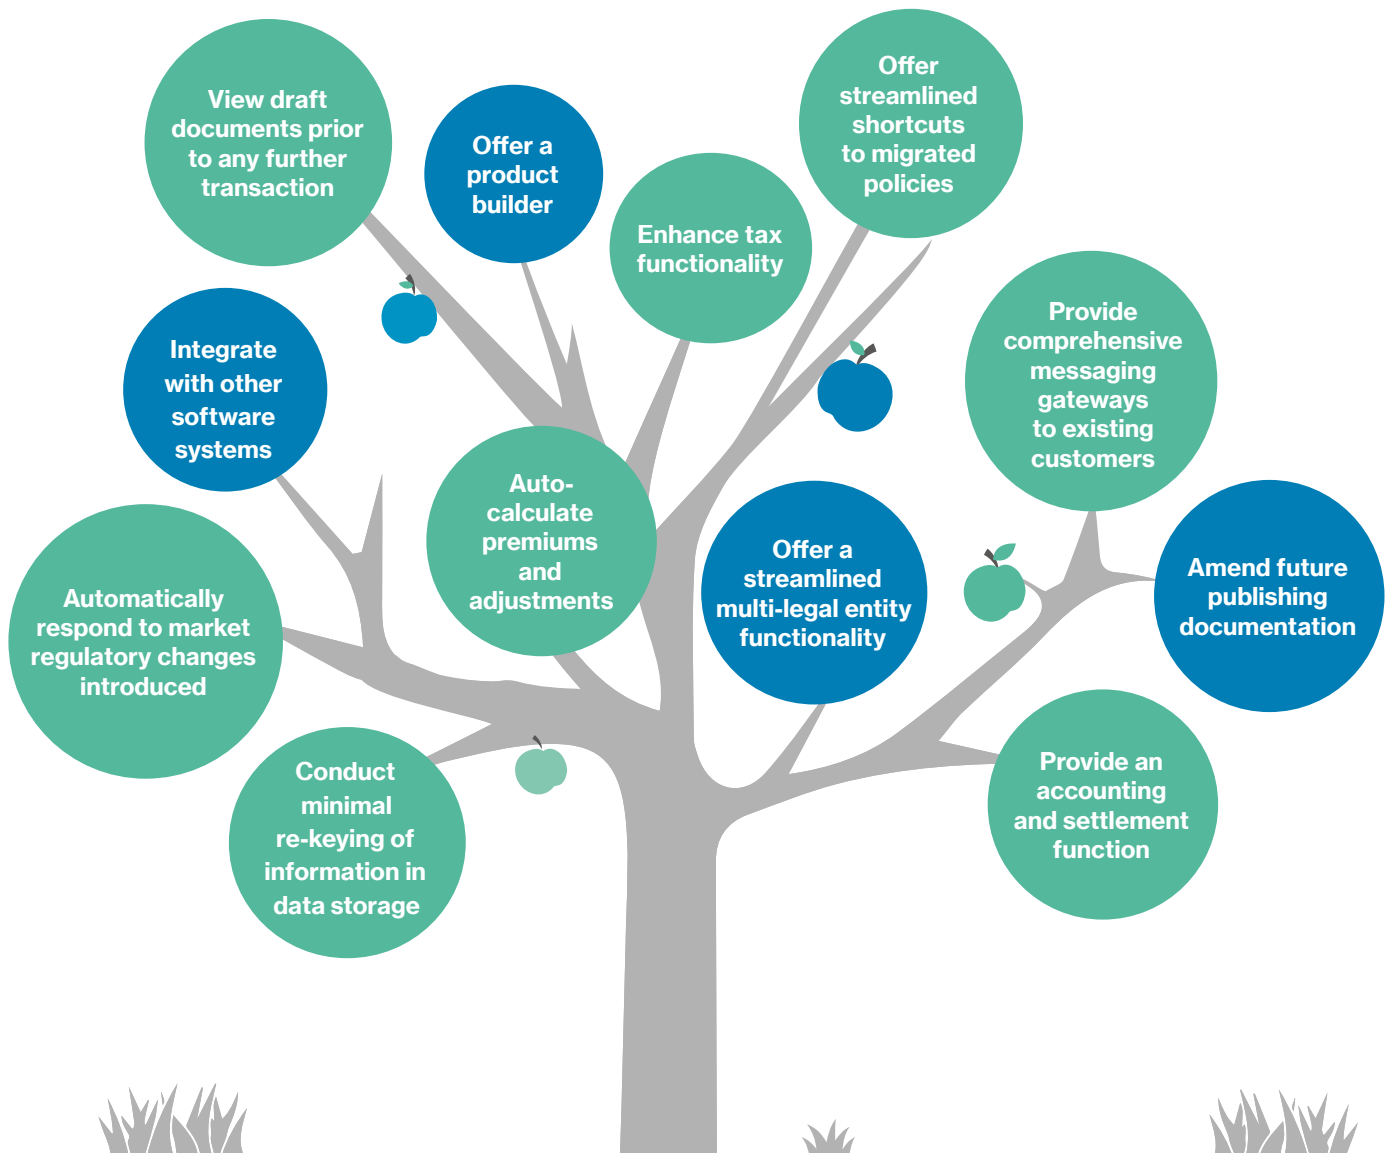 View draft
documents prior
to any further
transaction
Offer a
product
builder
Enhance tax
functionality
Offer
streamlined
shortcuts
to migrated
policies
Integrate
with other
software
systems
Provide
comprehensive
messaging
gateways
to existing
customers
Auto-
calculate
premiums
and
adjustments
Offer a
streamlined
multi-legal entity
functionality
Amend future
publishing
documentation
Automatically
respond to market
regulatory changes
introduced
Conduct
minimal
re-keying of
information in
data storage
Provide an
accounting
and settlement
function